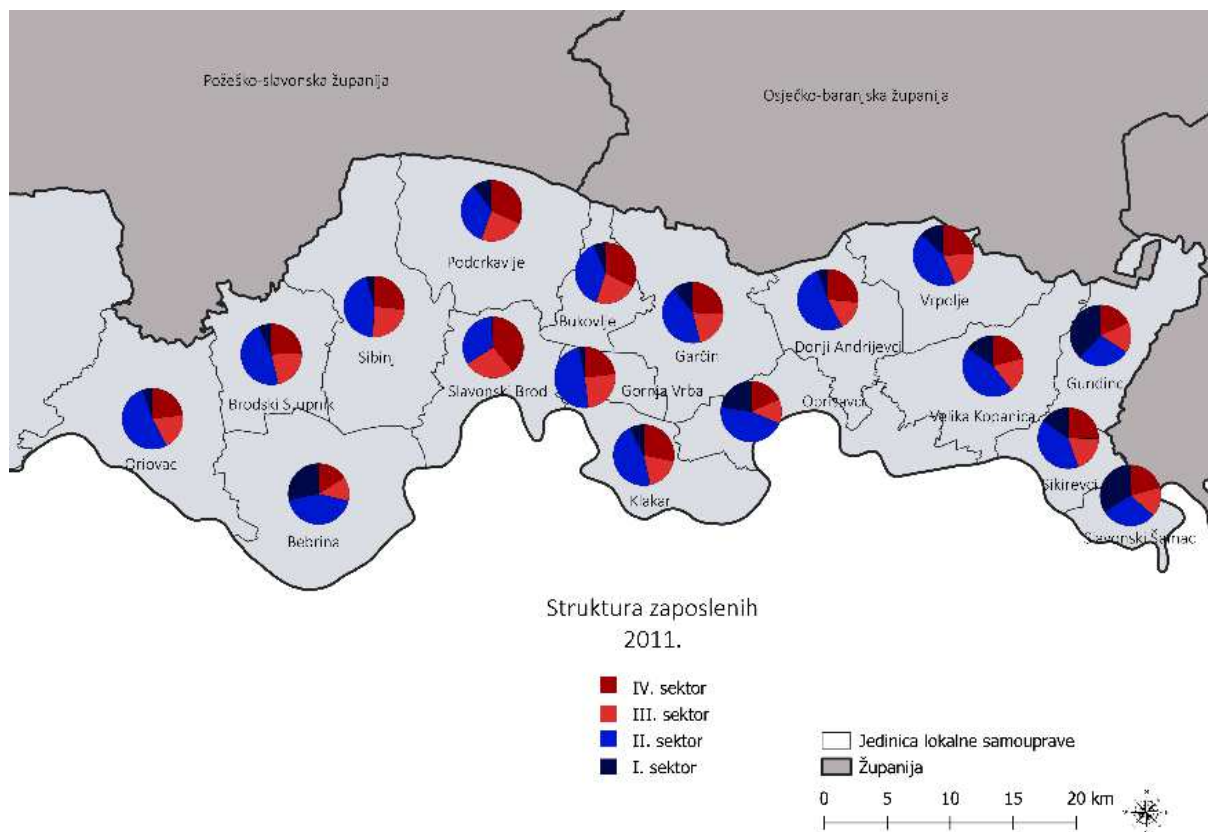 Požeško-slavonska županija
Osječko-baranjska županija
Podcrkavlje
Vrpolje
Bukovlje
Sibinj
Garčin
Donji Andrijevci
Gundinci
Slavonski Brod
Gornja Vrba
Oprisavci
Brodski Stupnik
Velika Kopanica
Oriovac
Sikirevci
Klakar
Bebrina
Slavonski Šamac
Struktura zaposlenih
2011.
IV. sektor
III. sektor
II. sektor
I. sektor
Jedinica lokalne samouprave
Županija
0 5 10 15 20 km